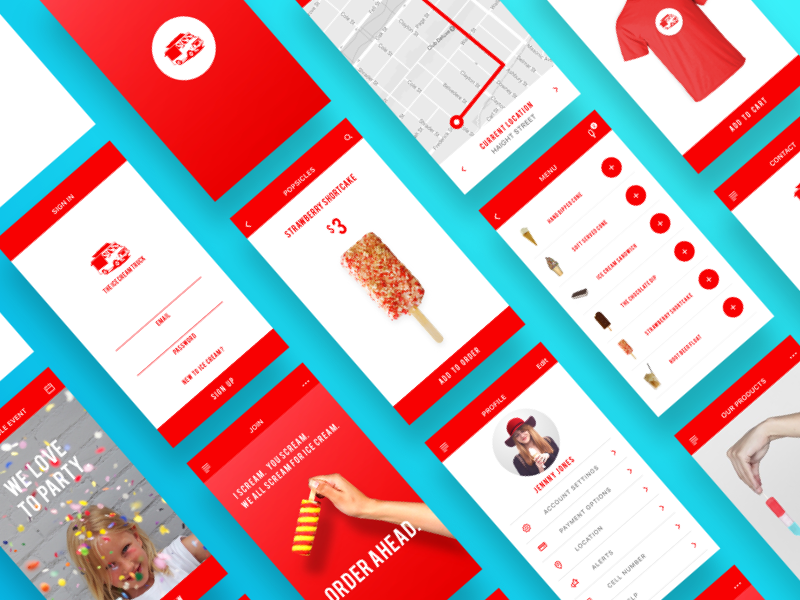 SIGN IN
THE ICE CREAM TRUCK
EMAIL
PASSWORD
NEW TO ICE CREAM?
SIGN UP
POPSICLES
STRAWBERRY SHORTCAKE
$3
ADD TO ORDER
CURRENT LOCATION
HAIGHT STREET
MENU
HAND DIPPED CONE
SOFT SERVED CONE
ICE CREAM SANDWICH
THE CHOCOLATE DIP
STRAWBERRY SHORTCAKE
ROOT BEER FLOAT
ADD TO CART
CONTACT
LE EVENT
WE LOVE
TO PARTY
JOIN
I SCREAM. YOU SCREAM.
WE ALL SCREAM FOR ICE CREAM.
ORDER AHEAD.
PROFILE
Edit
JENNNY JONES
ACCOUNT SETTINGS
PAYMENT OPTIONS
LOCATION
ALERTS
CELL NUMBER
OUR PRODUCTS